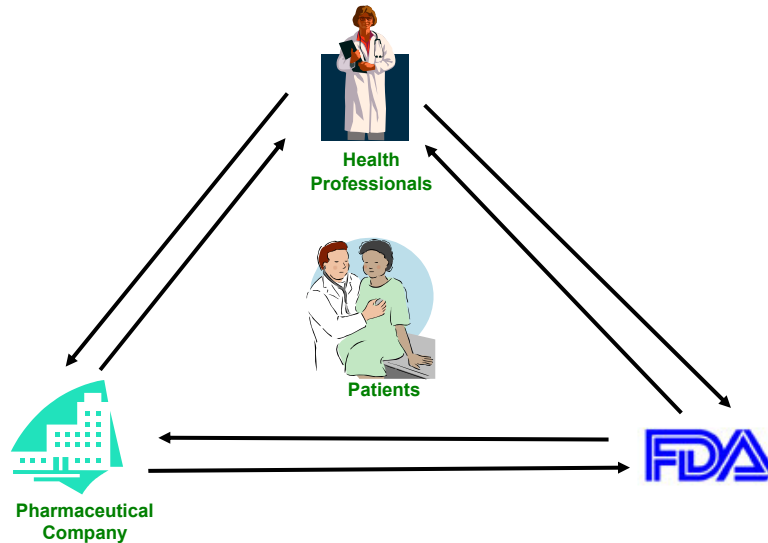 Health
Professionals
Patients
FDA
Pharmaceutical
Company